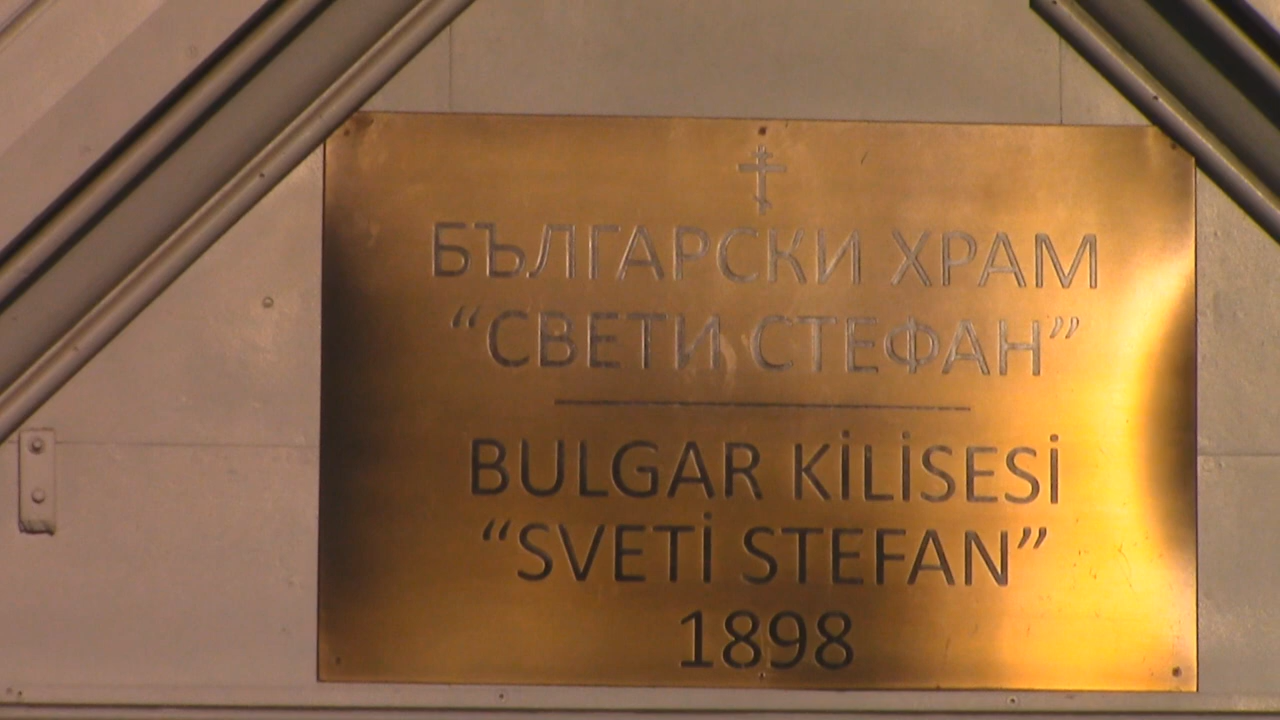 БЪЛГАРСКИ ХРАМ
“СВЕТИ СТЕФАН”
BULGAR KİLİSESİ
“SVETİ STEFAN”
1898